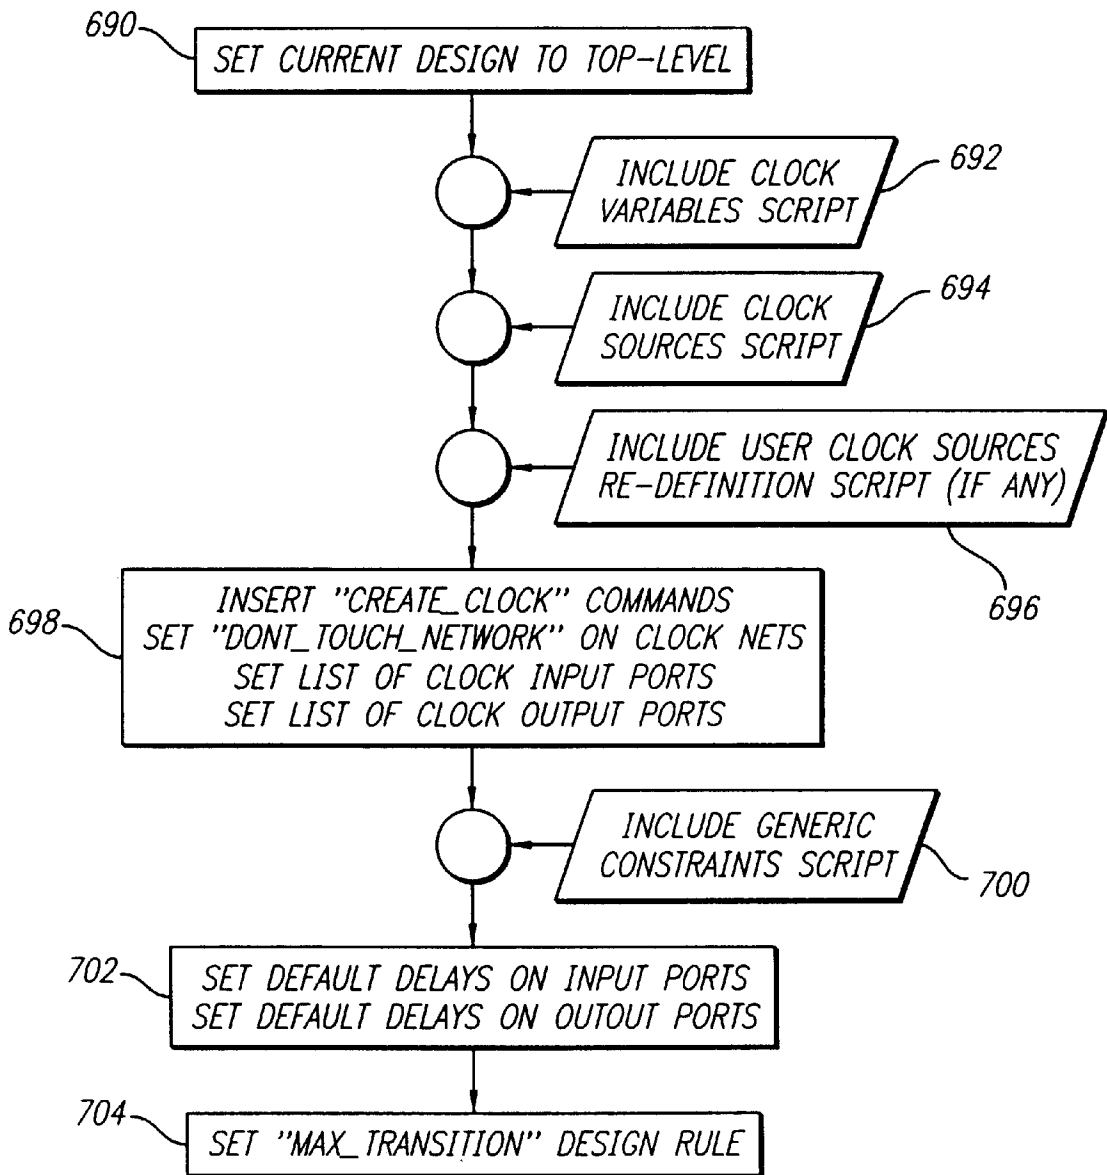 690
SET CURRENT DESIGN TO TOP-LEVEL
INCLUDE CLOCK
VARIABLES SCRIPT
692
INCLUDE CLOCK
SOURCES SCRIPT
694
INCLUDE USER CLOCK SOURCES
RE-DEFINITION SCRIPT (IF ANY)
696
698
INSERT "CREATE_CLOCK" COMMANDS
SET "DONT_TOUCH_NETWORK" ON CLOCK NETS
SET LIST OF CLOCK INPUT PORTS
SET LIST OF CLOCK OUTPUT PORTS
INCLUDE GENERIC
CONSTRAINTS SCRIPT
700
702
SET DEFAULT DELAYS ON INPUT PORTS
SET DEFAULT DELAYS ON OUTOUT PORTS
704
SET "MAX_TRANSITION" DESIGN RULE